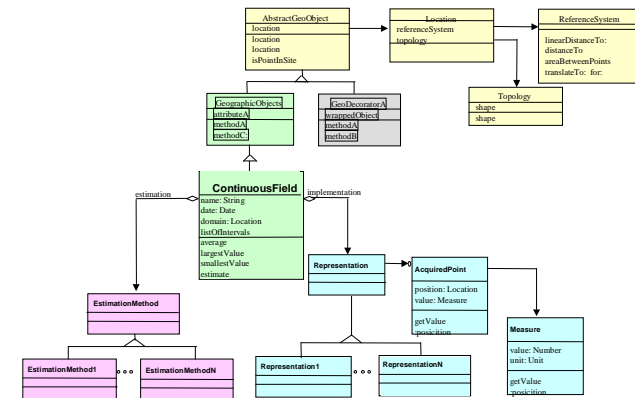 AbstractGeoObject
location
location
location
isPointInSite
Location
referenceSystem
topology
ReferenceSystem
linearDistanceTo:
distanceTo
areaBetweenPoints
translateTo: for:
Topology
shape
shape
GeographicObjects
attributeA
methodA
methodC:
GeoDecoratorA
wrappedObject
methodA
methodB
estimation
ContinuousField
name: String
date: Date
domain: Location
listOfIntervals
average
largestValue
smallestValue
estimate
implementation
Representation
AcquiredPoint
position: Location
value: Measure
getValue
:posicition
Measure
value: Number
unit: Unit
getValue
:posicition
EstimationMethod
EstimationMethod1
EstimationMethodN
Representation1
RepresentationN